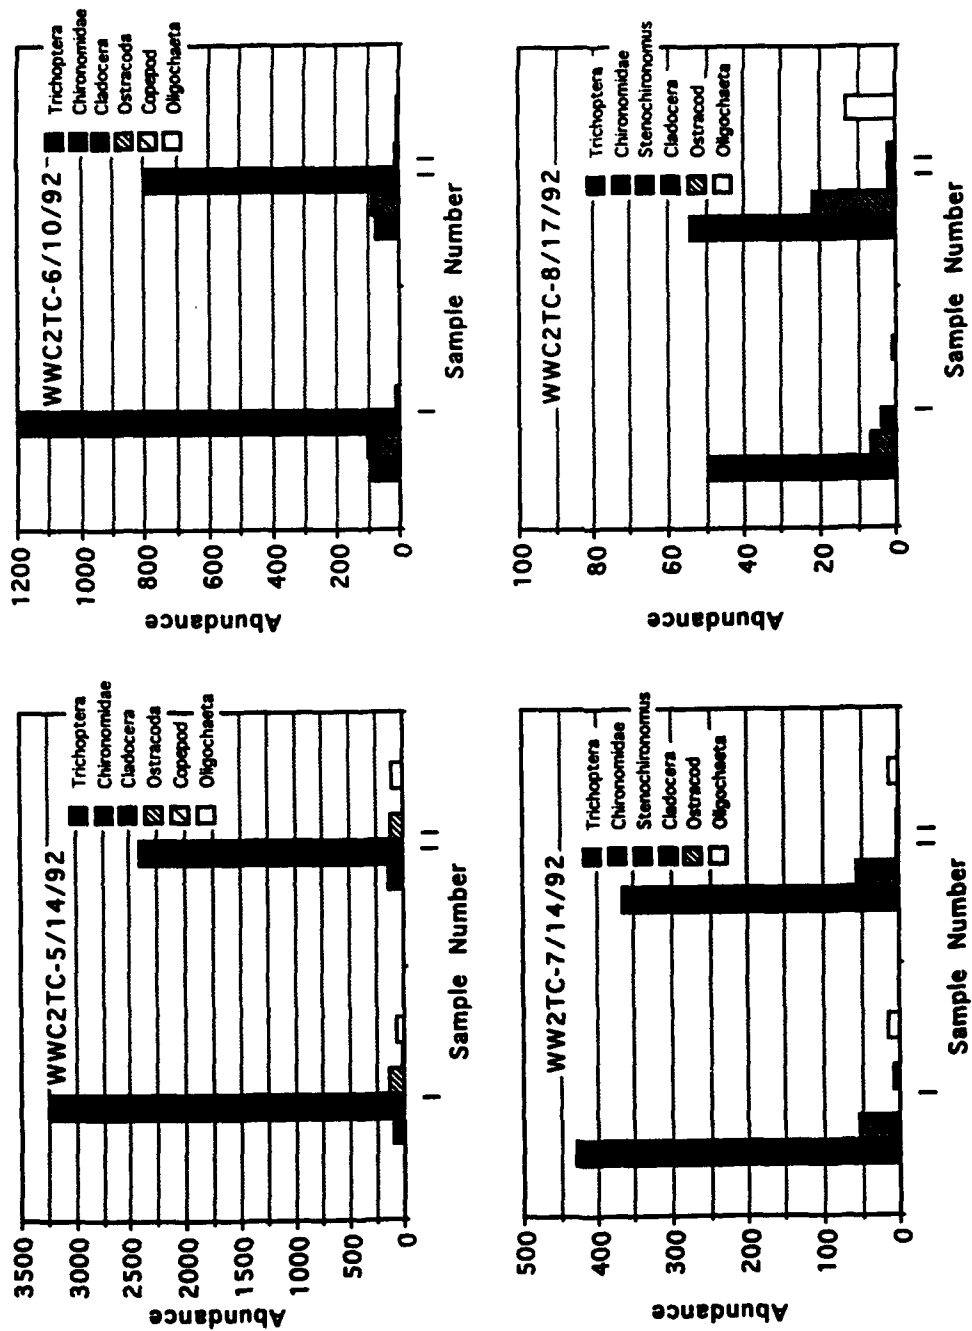 WWC2TC-5/14/92
Trichoptera
Chironomidae
Cladocera
Ostracoda
Copepod
Oligochaeta
3500
3000
2500
2000
1500
1000
500
0
Abundance
I
II
Sample Number
WWC2TC-6/10/92
Trichoptera
Chironomidae
Cladocera
Ostracoda
Copepod
Oligochaeta
1200
1000
800
600
400
200
0
Abundance
I
II
Sample Number
WW2TC-7/14/92
Trichoptera
Chironomidae
Stenochironomus
Cladocera
Ostracod
Oligochaeta
500
400
300
200
100
0
Abundance
I
II
Sample Number
WWC2TC-8/17/92
Trichoptera
Chironomidae
Stenochironomus
Cladocera
Ostracod
Oligochaeta
100
80
60
40
20
0
Abundance
I
II
Sample Number